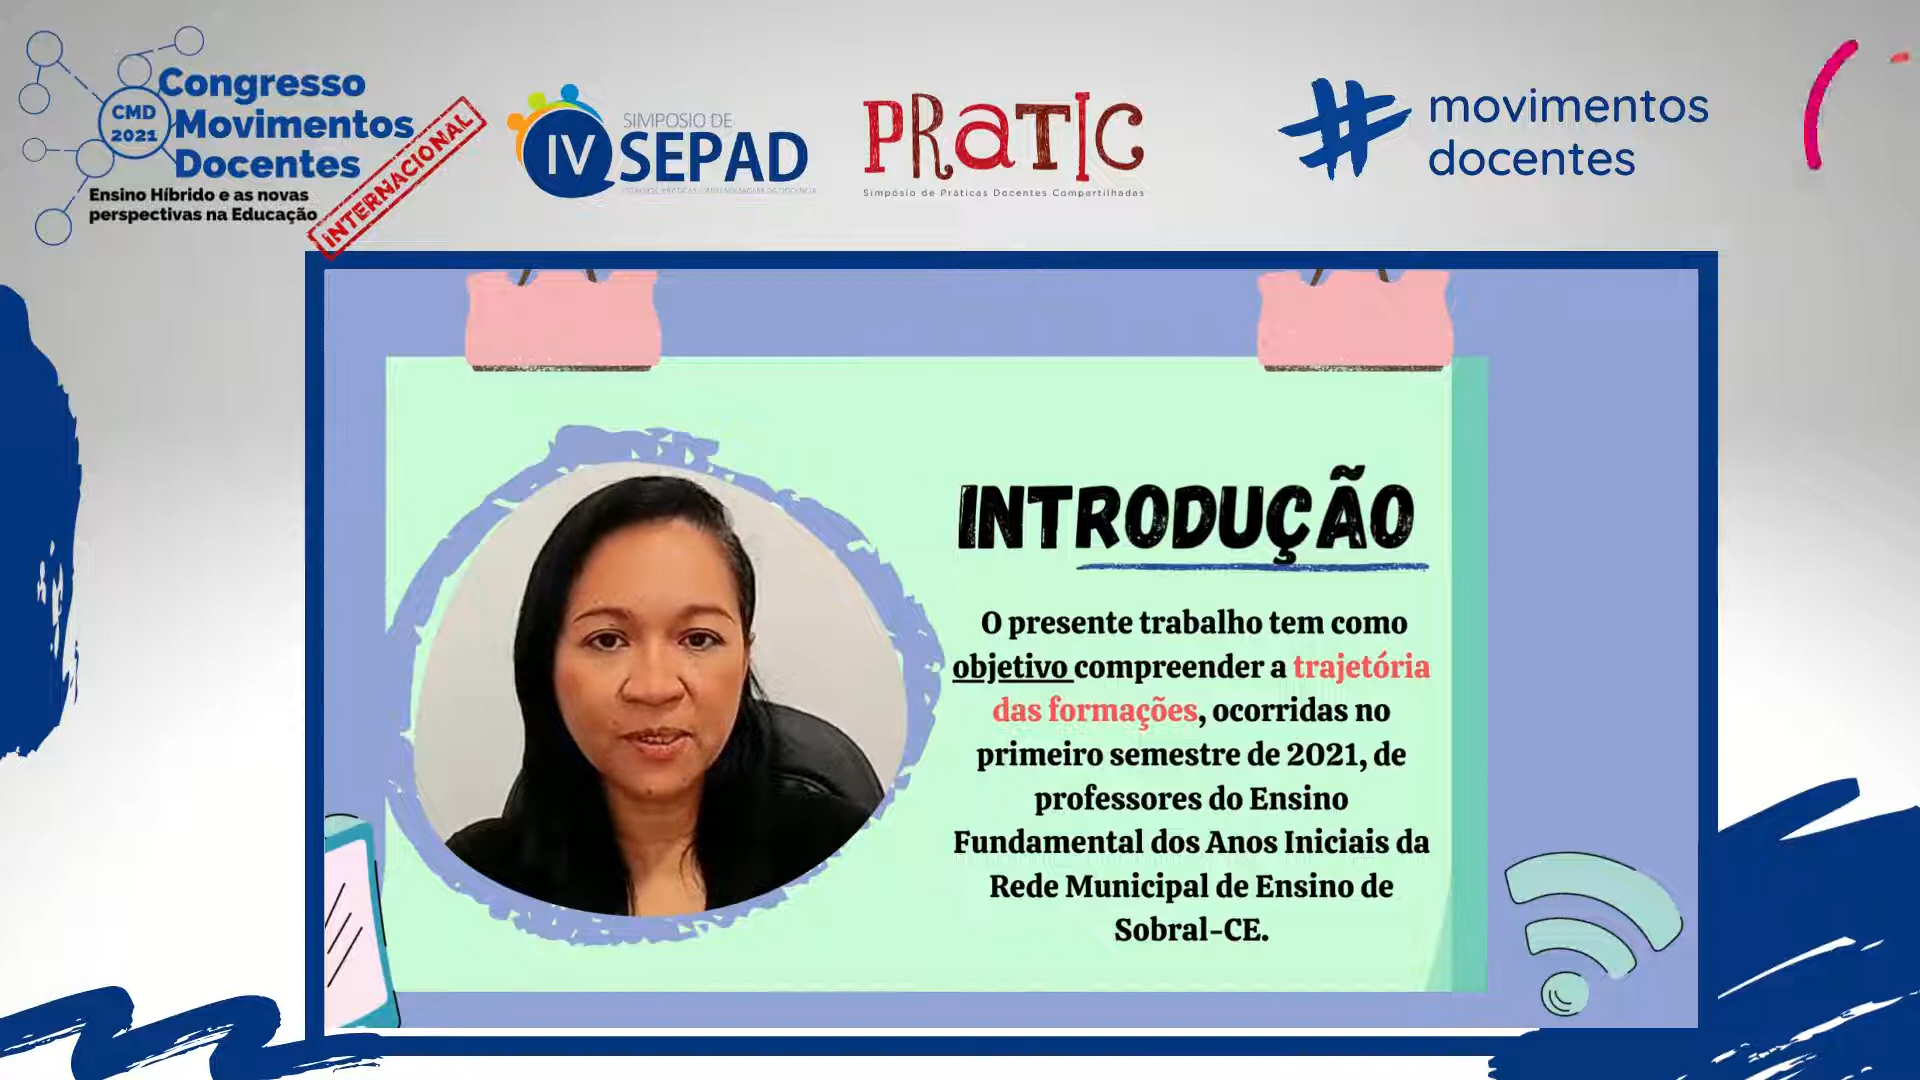 Congresso
CMD
2021
Movimentos
Docentes
Ensino Híbrido e as novas
perspectivas na Educação
INTERNACIONAL
IV
SIMPÓSIO DE
SEPAD
PRATIC
Simpósio de Práticas Docentes Compartilhadas
movimentos
docentes
INTRODUÇÃO
O presente trabalho tem como
objetivo compreender a trajetória
das formações, ocorridas no
primeiro semestre de 2021, de
professores do Ensino
Fundamental dos Anos Iniciais da
Rede Municipal de Ensino de
Sobral-CE.